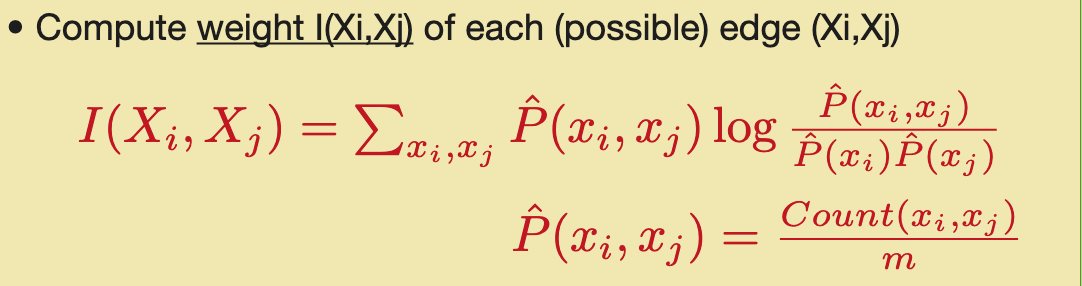 • Compute weight I(Xi,Xj) of each (possible) edge (Xi,Xj)
I(X_i, X_j) = \sum_{x_i, x_j} \hat{P}(x_i, x_j) \log \frac{\hat{P}(x_i, x_j)}{\hat{P}(x_i)\hat{P}(x_j)}
\hat{P}(x_i, x_j) = \frac{Count(x_i, x_j)}{m}